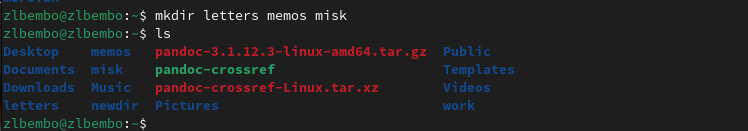 zlbembo@zlbembo:~$ mkdir letters memos misk
zlbembo@zlbembo:~$ ls
Desktop    memos   pandoc-3.1.12.3-linux-amd64.tar.gz  Public
Documents  misk    pandoc-crossref                     Templates
Downloads  Music   pandoc-crossref-Linux.tar.xz        Videos
letters    newdir  Pictures                            work
zlbembo@zlbembo:~$